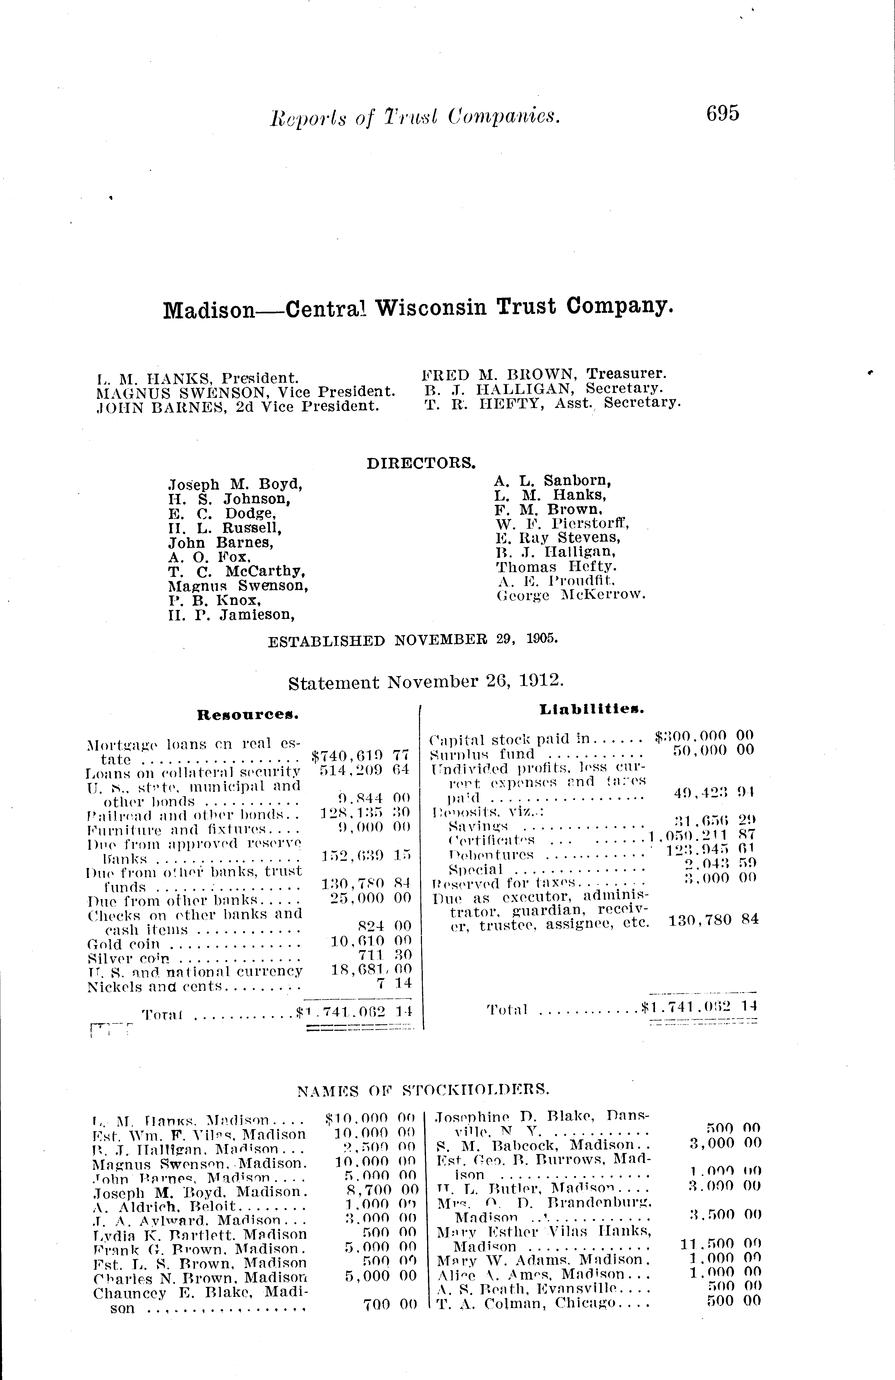 Reports of Trust Companies.
695
Madison—Central Wisconsin Trust Company.
L. M. HANKS, President.
MAGNUS SWENSON, Vice President.
JOHN BARNES, 2d Vice President.
FRED M. BROWN, Treasurer.
B. J. HALLIGAN, Secretary.
T. R. HEFTY, Asst. Secretary.
DIRECTORS.
Joseph M. Boyd,
H. S. Johnson,
E. C. Dodge,
H. L. Russell,
John Barnes,
A. O. Fox,
T. C. McCarthy,
Magnus Swenson,
P. B. Knox,
H. P. Jamieson,
A. L. Sanborn,
L. M. Hanks,
F. M. Brown,
W. F. Pierstorff,
E. Ray Stevens,
B. J. Halligan,
Thomas Hefty.
A. E. Proudfit.
George McKerrow.
ESTABLISHED NOVEMBER 29, 1905.
Statement November 26, 1912.
Resources.
Mortgage loans on real es-
tate ................. $740,619 77
Loans on collateral security 514,209 64
U. S., state, municipal and
other bonds ........... 9,844 00
Railroad and other bonds.. 128,135 30
Furniture and fixtures.... 9,000 00
Due from approved reserve
banks ................ 152,639 15
Due from other banks, trust
funds ................ 130,780 84
Due from other banks..... 25,000 00
Checks on other banks and
cash items ............ 824 00
Gold coin ............... 10,610 00
Silver coin .............. 711 30
U. S. and national currency 18,681 00
Nickels and cents......... 7 14
Total ............ $1,741,062 14
Liabilities.
Capital stock paid in...... $300,000 00
Surplus fund ........... 50,000 00
Undivided profits, less cur-
rent expenses and taxes
paid ................. 49,423 94
Deposits, viz.:
Savings ............. 31,656 29
Certificates ... ...... 1,050,211 87
Debentures ........... 123,945 61
Special ............... 2,043 59
Reserved for taxes........ 3,000 00
Due as executor, adminis-
trator, guardian, receiv-
er, trustee, assignee, etc. 130,780 84
Total ............ $1,741,062 14
NAMES OF STOCKHOLDERS.
L. M. Hanks, Madison.... $10,000 00
Est. Wm. F. Vilas, Madison 10,000 00
B. J. Halligan, Madison... 2,500 00
Magnus Swenson, Madison. 10,000 00
John Barnes, Madison.... 5,000 00
Joseph M. Boyd, Madison. 8,700 00
A. Aldrich, Beloit........ 1,000 00
J. A. Aylward, Madison... 3,000 00
Lydia K. Bartlett, Madison 500 00
Frank G. Brown, Madison. 5,000 00
Est. L. S. Brown, Madison 500 00
Charles N. Brown, Madison 5,000 00
Chauncey E. Blake, Madi-
son ................. 700 00
Josephine D. Blake, Dans-
ville, N. Y. ........... 500 00
S. M. Babcock, Madison.. 3,000 00
Est. Geo. B. Burrows, Mad-
ison ................. 1,000 00
H. L. Butler, Madison.... 3,000 00
Mrs. O. D. Brandenburg,
Madison ............. 3,500 00
Mary Esther Vilas Hanks,
Madison ............. 11,500 00
Mary W. Adams, Madison. 1,000 00
Alice A. Ames, Madison... 1,000 00
A. S. Beath, Evansville.... 500 00
T. A. Colman, Chicago.... 500 00